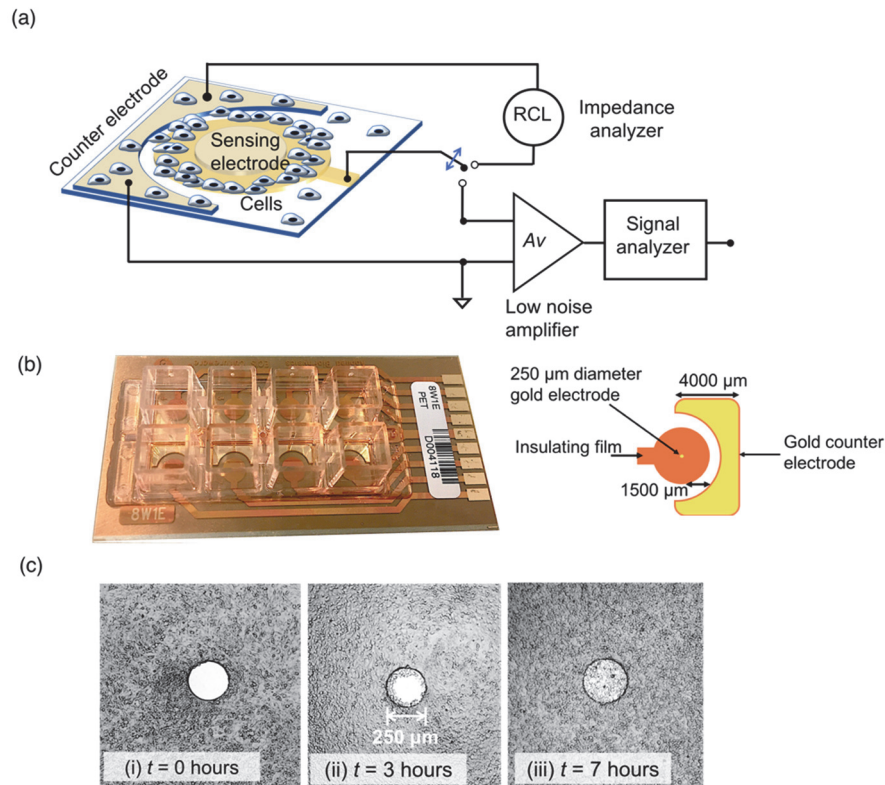 (a)
Counter electrode
Sensing
electrode
Cells
RCL
Impedance
analyzer
Av
Low noise
amplifier
Signal
analyzer
(b)
8W1E
PET
D004118
8W1E
250 µm diameter
gold electrode
Insulating film
4000 µm
1500 µm
Gold counter
electrode
(c)
250 µm
(i) t = 0 hours
(ii) t = 3 hours
(iii) t = 7 hours